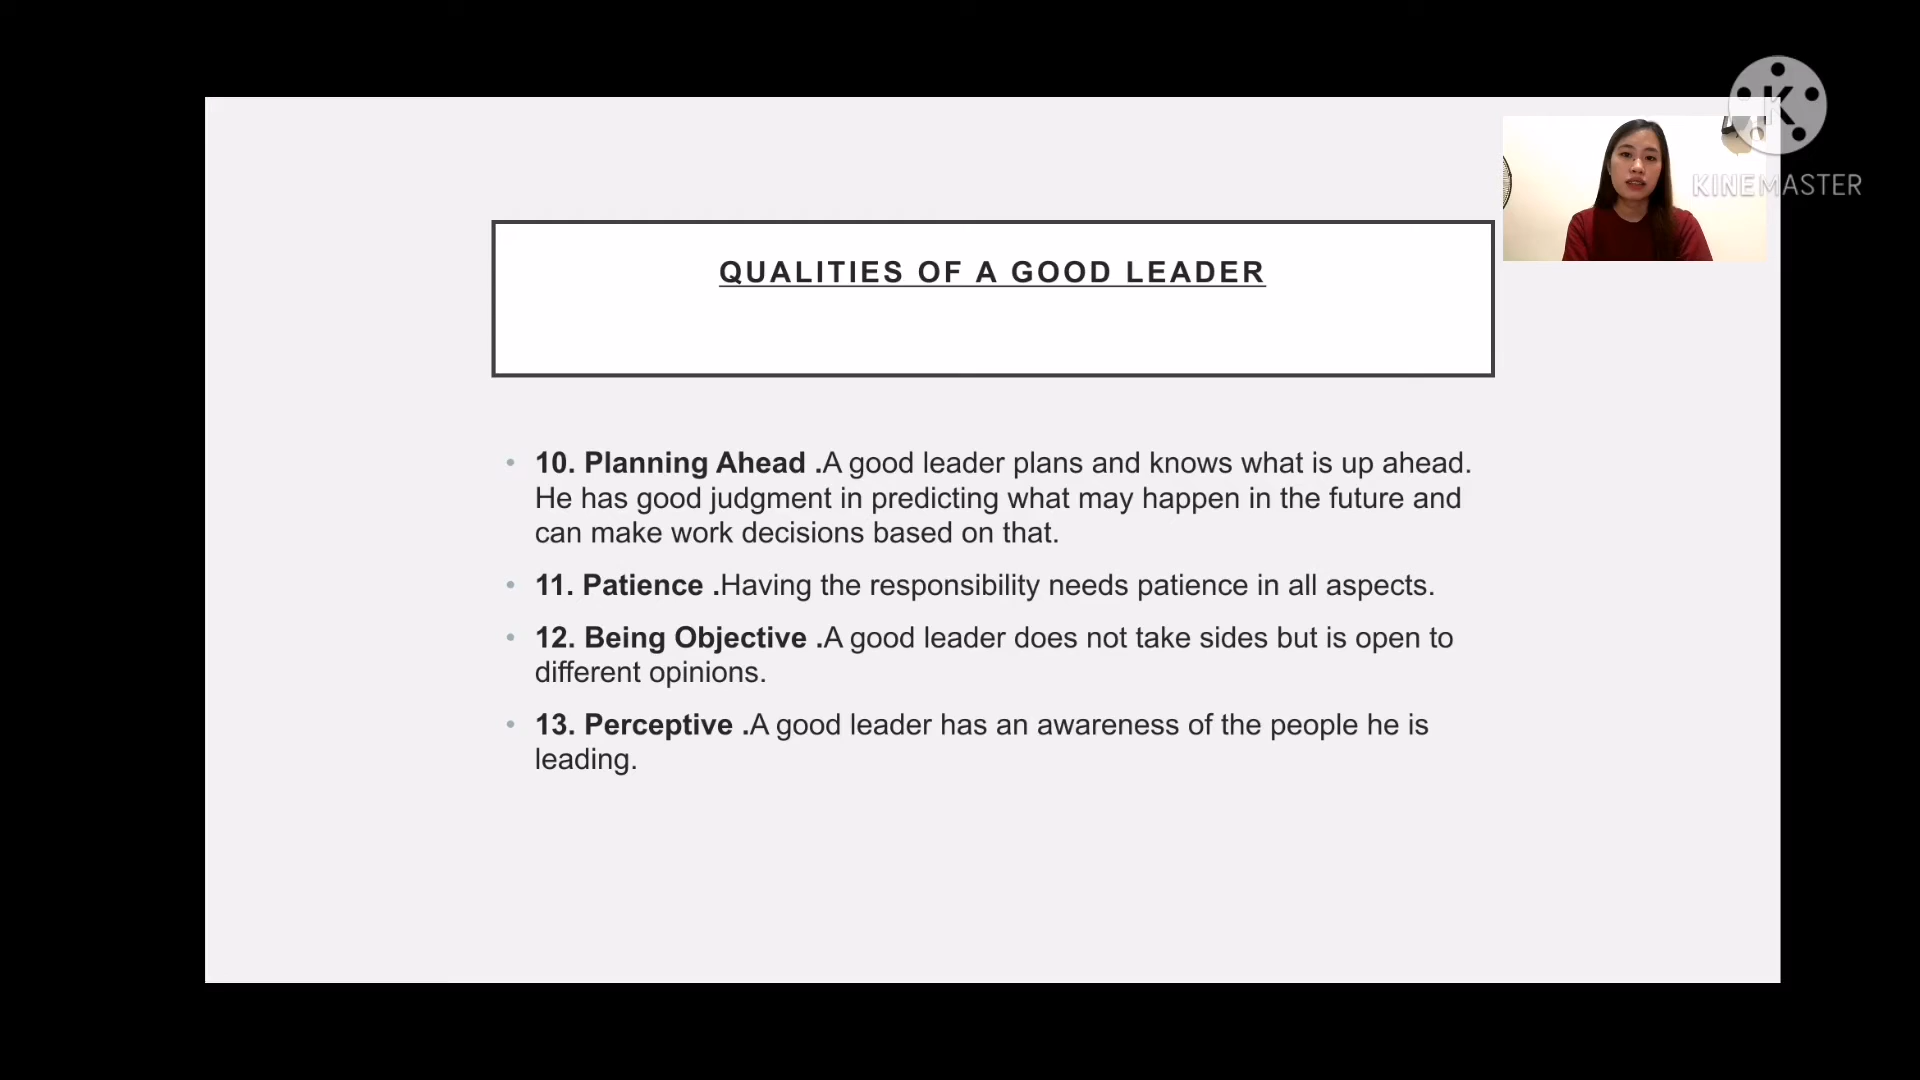 K
KINEMASTER
QUALITIES OF A GOOD LEADER
• 10. Planning Ahead .A good leader plans and knows what is up ahead.
He has good judgment in predicting what may happen in the future and
can make work decisions based on that.
• 11. Patience .Having the responsibility needs patience in all aspects.
• 12. Being Objective .A good leader does not take sides but is open to
different opinions.
• 13. Perceptive .A good leader has an awareness of the people he is
leading.